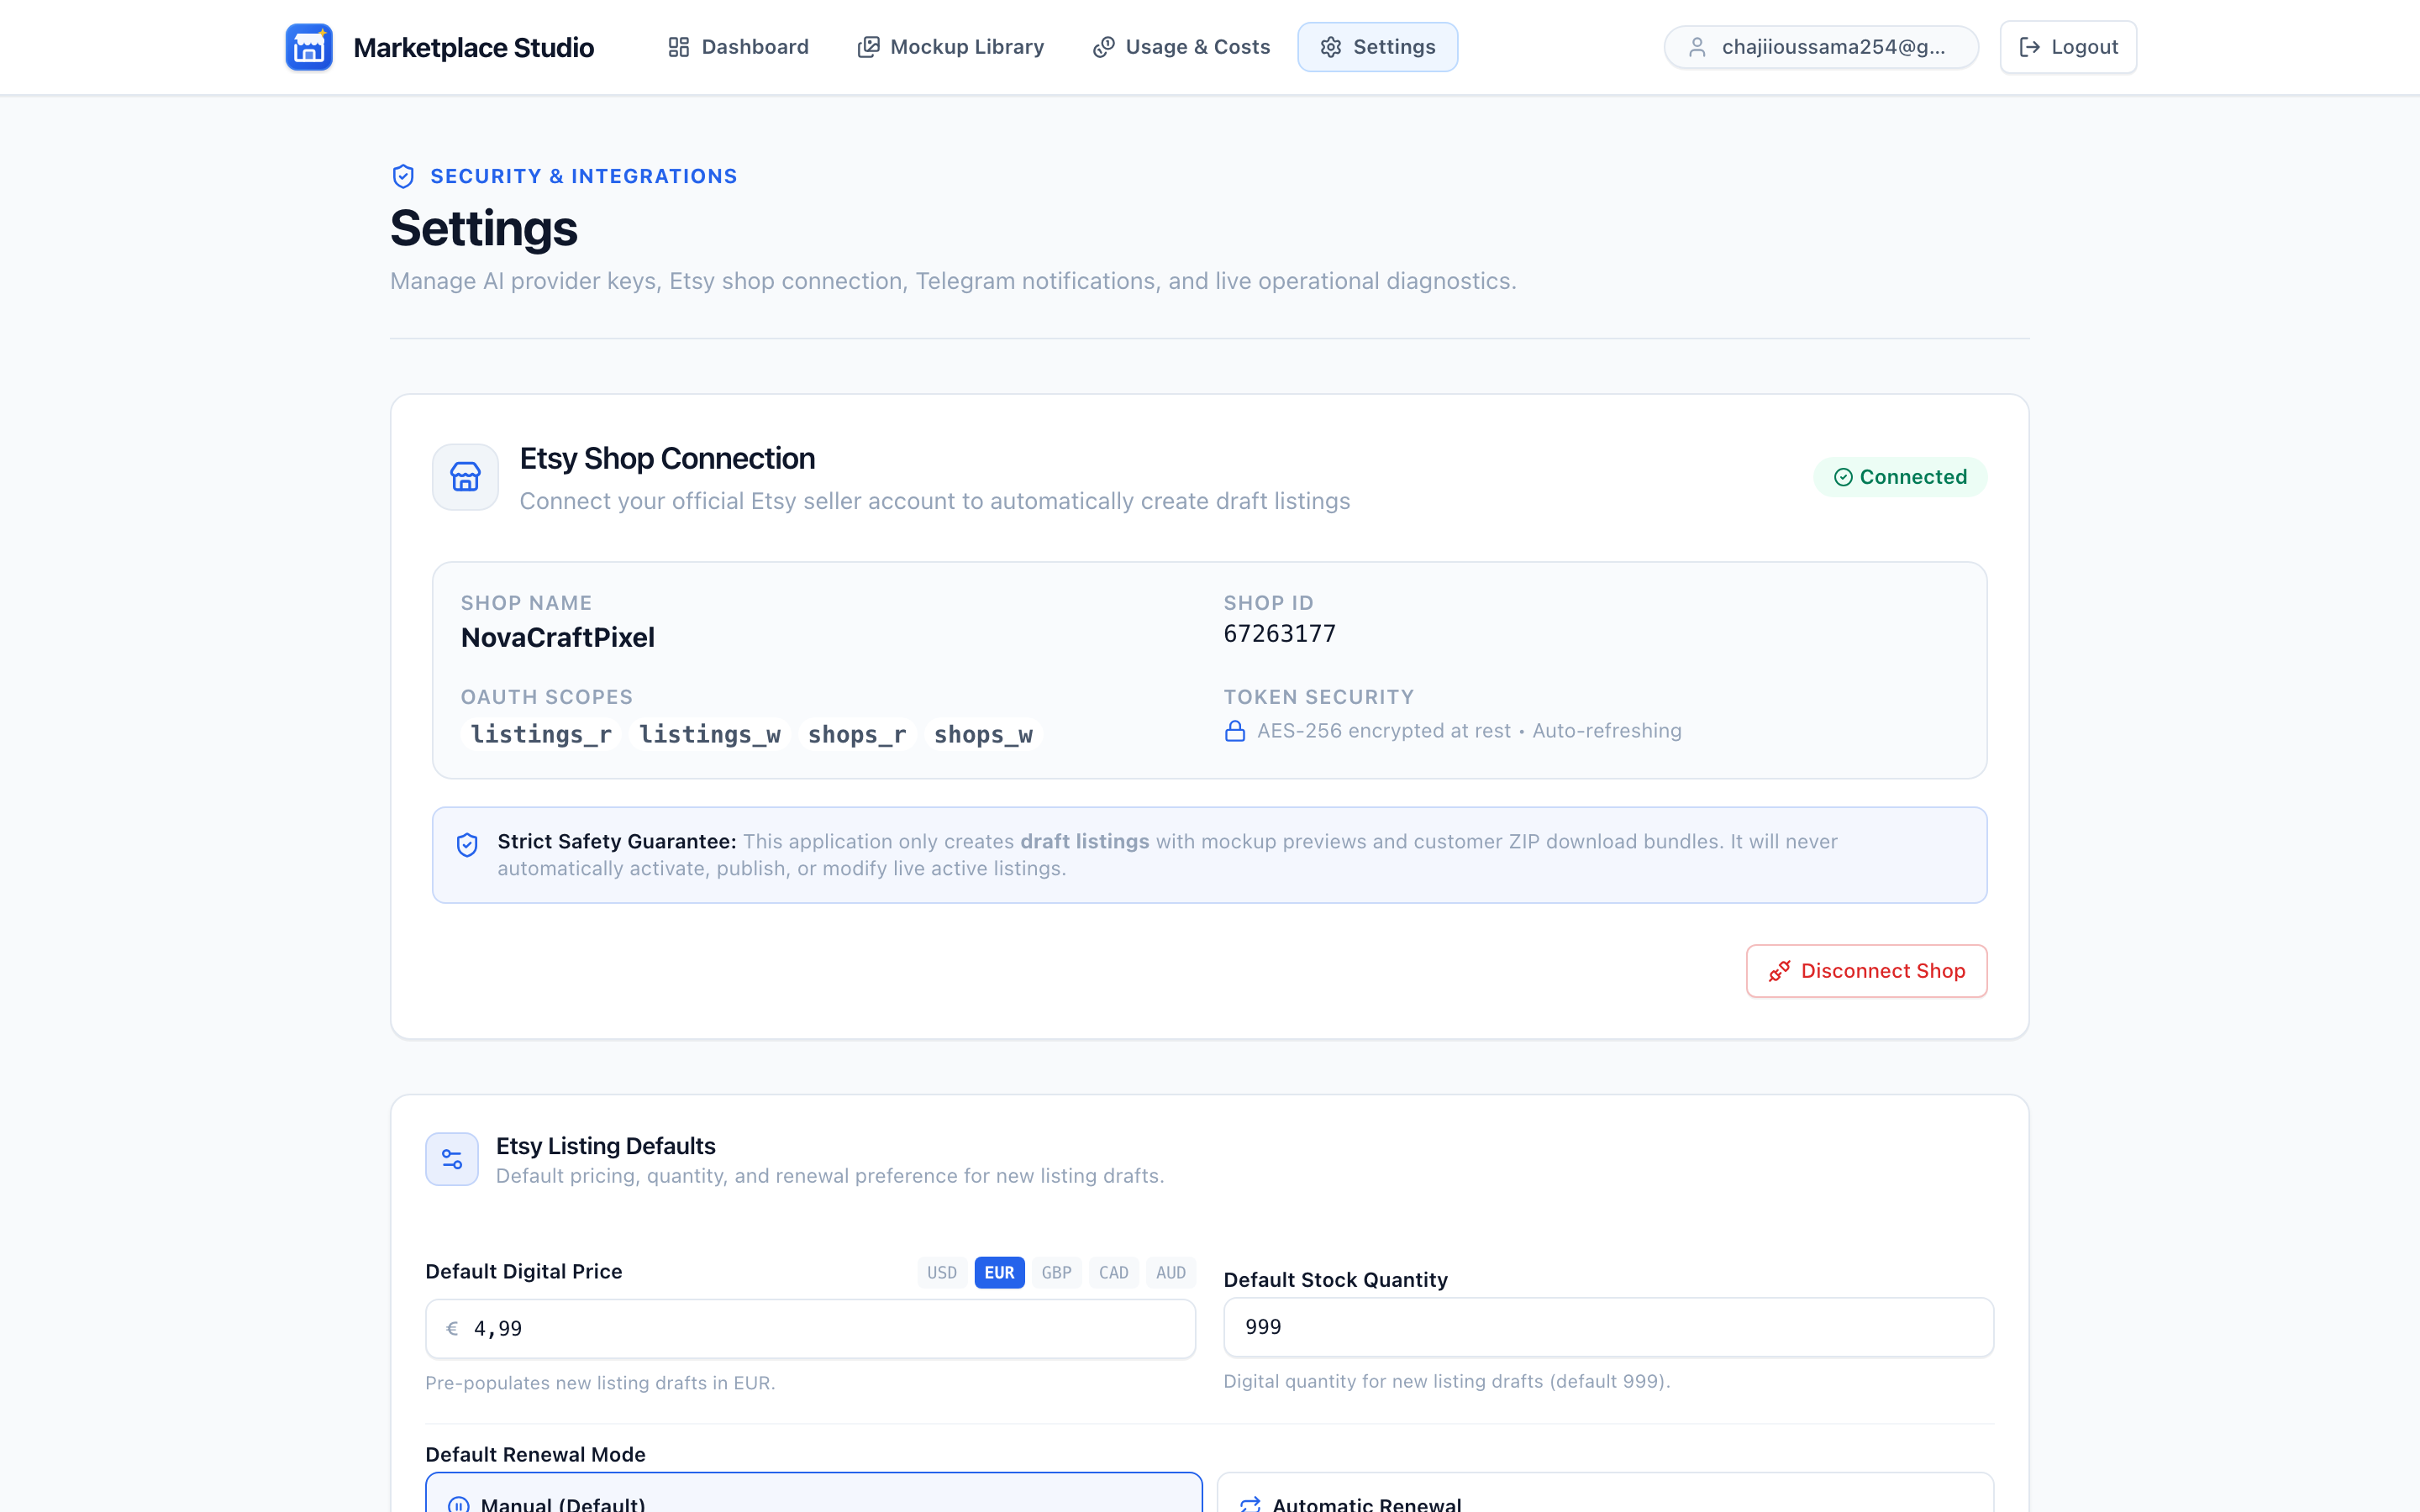 Marketplace Studio
Dashboard
Mockup Library
Usage & Costs
Settings
chajiioussama254@g...
Logout
SECURITY & INTEGRATIONS
Settings
Manage AI provider keys, Etsy shop connection, Telegram notifications, and live operational diagnostics.
Etsy Shop Connection
Connect your official Etsy seller account to automatically create draft listings
Connected
SHOP NAME
NovaCraftPixel
SHOP ID
67263177
OAUTH SCOPES
listings_r listings_w shops_r shops_w
TOKEN SECURITY
AES-256 encrypted at rest • Auto-refreshing
Strict Safety Guarantee: This application only creates draft listings with mockup previews and customer ZIP download bundles. It will never
automatically activate, publish, or modify live active listings.
Disconnect Shop
Etsy Listing Defaults
Default pricing, quantity, and renewal preference for new listing drafts.
Default Digital Price
USD EUR GBP CAD AUD
€ 4,99
Pre-populates new listing drafts in EUR.
Default Stock Quantity
999
Digital quantity for new listing drafts (default 999).
Default Renewal Mode
Manual (Default)
Automatic Renewal